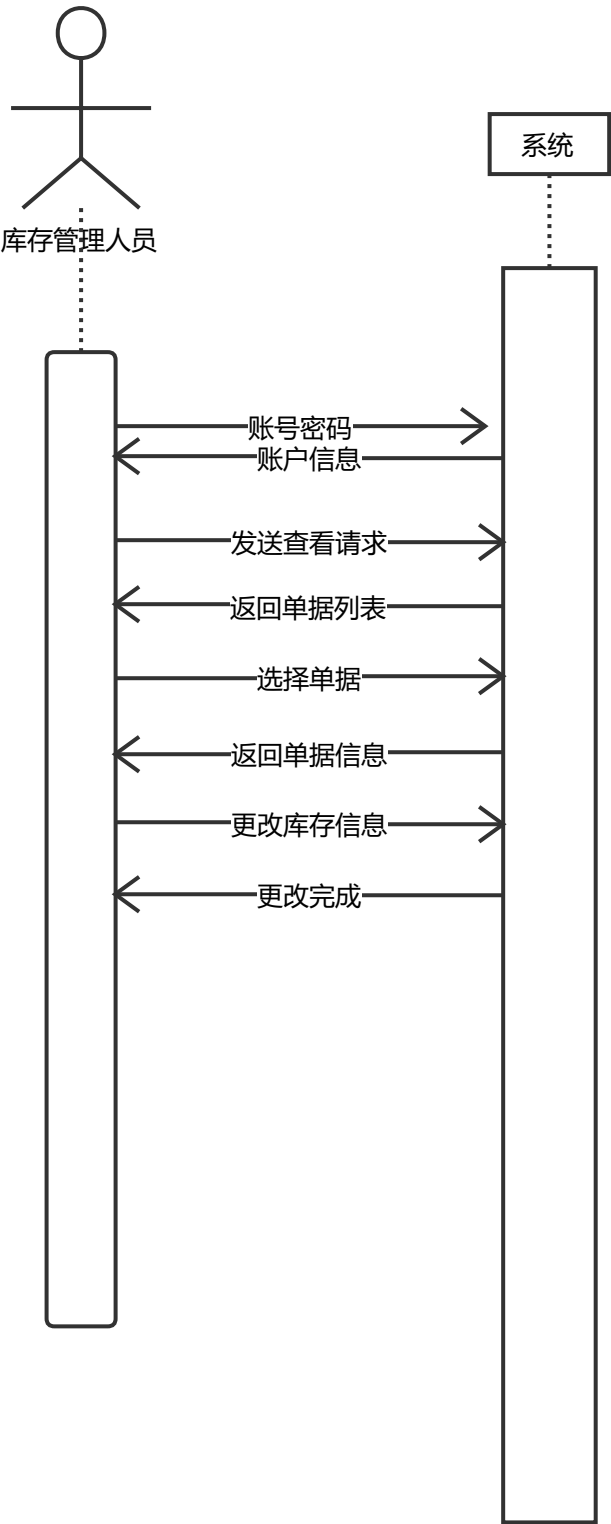 系统
库存管理人员
账号密码
账户信息
发送查看请求
返回单据列表
选择单据
返回单据信息
更改库存信息
更改完成